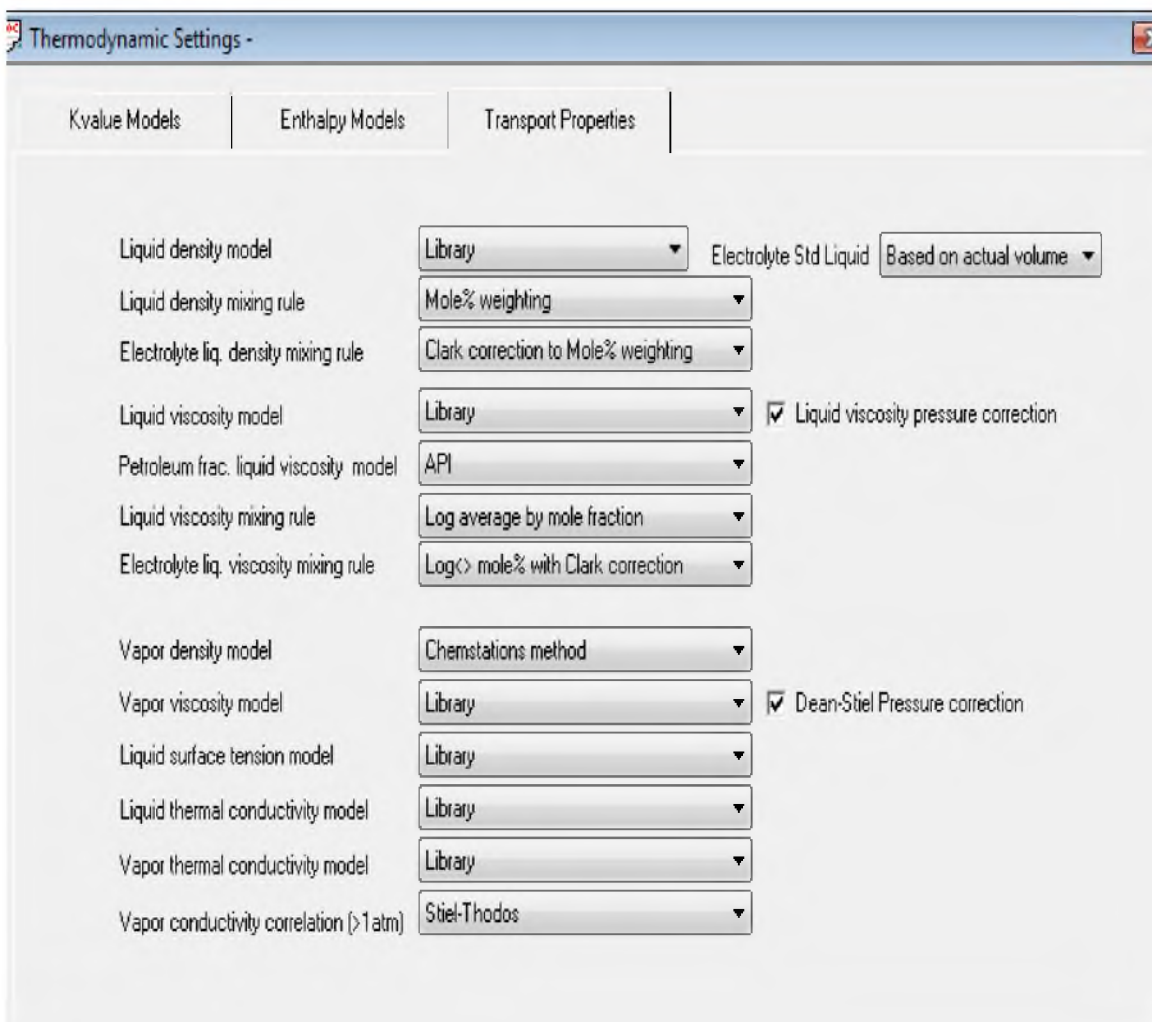 Thermodynamic Settings -
Kvalue Models Enthalpy Models Transport Properties
Liquid density model Library Electrolyte Std Liquid Based on actual volume
Liquid density mixing rule Mole% weighting
Electrolyte liq. density mixing rule Clark correction to Mole% weighting
Liquid viscosity model Library Liquid viscosity pressure correction
Petroleum frac. liquid viscosity model API
Liquid viscosity mixing rule Log average by mole fraction
Electrolyte liq. viscosity mixing rule Log<> mole% with Clark correction
Vapor density model Chemstations method
Vapor viscosity model Library Dean-Stiel Pressure correction
Liquid surface tension model Library
Liquid thermal conductivity model Library
Vapor thermal conductivity model Library
Vapor conductivity correlation (>1atm) Stiel-Thodos